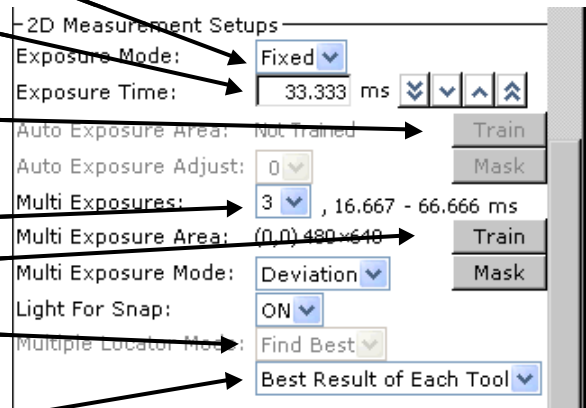 2D Measurement Setups
Exposure Mode: Fixed
Exposure Time: 33.333 ms
Auto Exposure Area: Not Trained Train
Auto Exposure Adjust: 0 Mask
Multi Exposures: 3 , 16.667 - 66.666 ms
Multi Exposure Area: (0,0) 480×640 Train
Multi Exposure Mode: Deviation Mask
Light For Snap: ON
Multiple Locator Mode: Find Best
Best Result of Each Tool